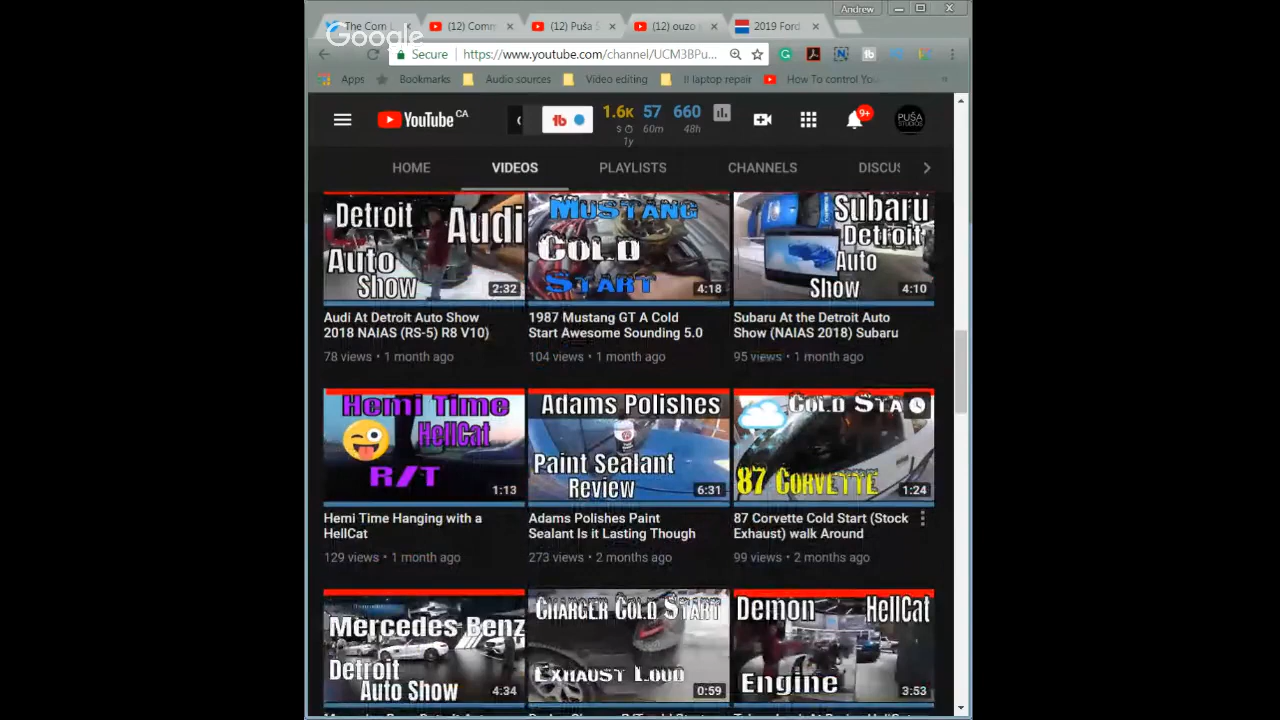 Andrew
Google
The Corn
(12) Comm
(12) Puša S
(12) ouzo
2019 Ford
Secure https://www.youtube.com/channel/UCM3BPu...
Apps Bookmarks Audio sources Video editing ll laptop repair How To control You
YouTube CA
1.6K 57 660
60m 48h
1y
9+
PUŠA
STUDIOS
HOME VIDEOS PLAYLISTS CHANNELS DISCUS
Detroit Audi
Auto
Show
2:32
Mustang
Cold
Start
4:18
Subaru
Detroit
Auto
Show
4:10
Audi At Detroit Auto Show
2018 NAIAS (RS-5) R8 V10)
78 views • 1 month ago
1987 Mustang GT A Cold
Start Awesome Sounding 5.0
104 views • 1 month ago
Subaru At the Detroit Auto
Show (NAIAS 2018) Subaru
95 views • 1 month ago
Hemi Time
HellCat
R/T
1:13
Adams Polishes
Paint Sealant
Review
6:31
Cold Sta
87 Corvette
1:24
Hemi Time Hanging with a
HellCat
129 views • 1 month ago
Adams Polishes Paint
Sealant Is it Lasting Though
273 views • 2 months ago
87 Corvette Cold Start (Stock
Exhaust) walk Around
99 views • 2 months ago
Mercedes Benz
Detroit
Auto Show
4:34
Charger Cold Start
Exhaust Loud
0:59
Demon HellCat
Engine
3:53